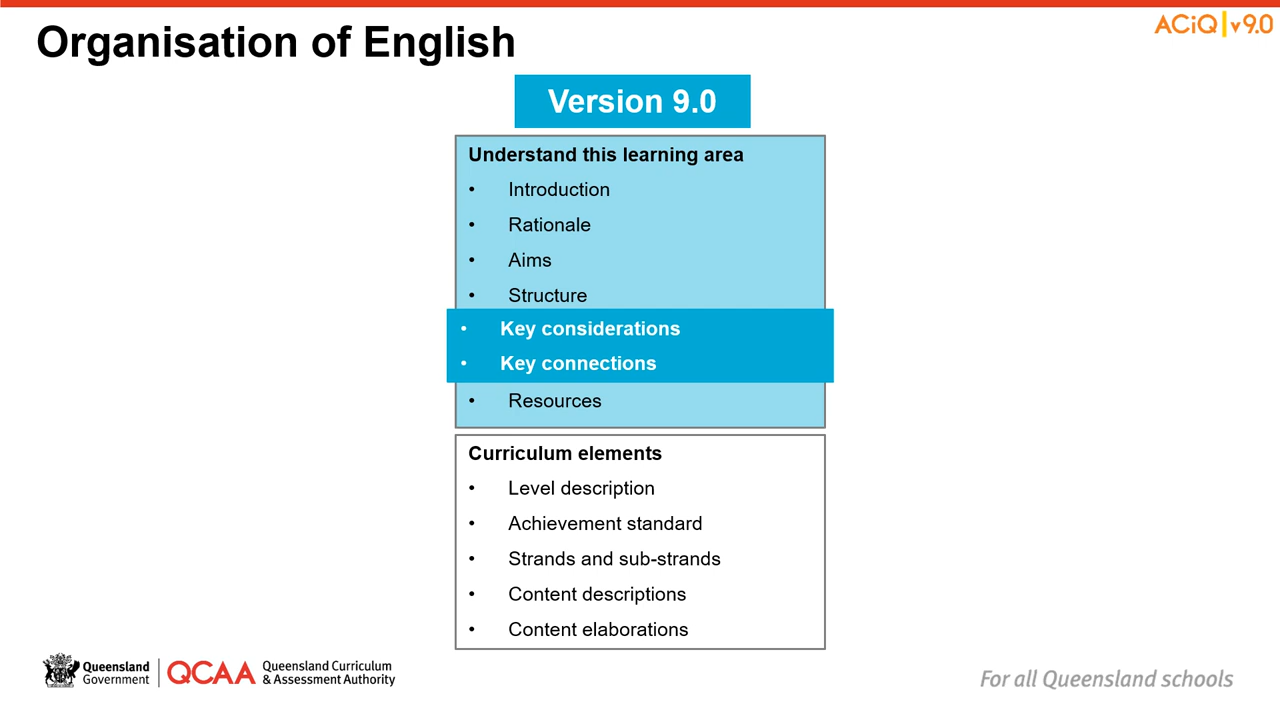 Organisation of English
ACiQ v9.0
Version 9.0
Understand this learning area
• Introduction
• Rationale
• Aims
• Structure
• Key considerations
• Key connections
• Resources
Curriculum elements
• Level description
• Achievement standard
• Strands and sub-strands
• Content descriptions
• Content elaborations
Queensland
Government
QCAA
Queensland Curriculum
& Assessment Authority
For all Queensland schools